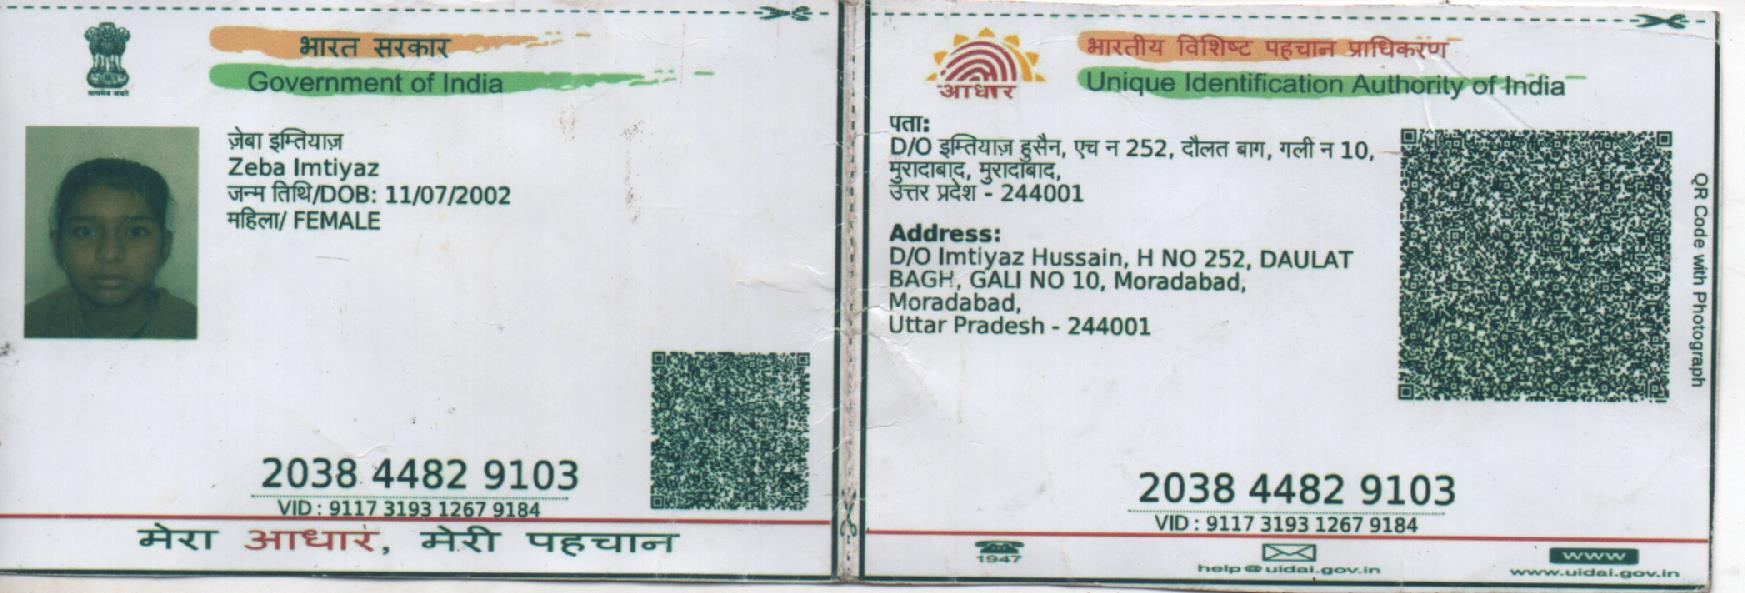 भारत सरकार
Government of India
सत्यमेव जयते
ज़ेबा इम्तियाज़
Zeba Imtiyaz
जन्म तिथि/DOB: 11/07/2002
महिला/ FEMALE
2038 4482 9103
VID : 9117 3193 1267 9184
मेरा आधार, मेरी पहचान
भारतीय विशिष्ट पहचान प्राधिकरण
Unique Identification Authority of India
आधार
पता:
D/O इम्तियाज़ हुसैन, एच न 252, दौलत बाग, गली न 10,
मुरादाबाद, मुरादाबाद,
उत्तर प्रदेश - 244001
Address:
D/O Imtiyaz Hussain, H NO 252, DAULAT
BAGH, GALI NO 10, Moradabad,
Moradabad,
Uttar Pradesh - 244001
QR Code with Photograph
2038 4482 9103
VID : 9117 3193 1267 9184
1947
help@uidai.gov.in
www
www.uidai.gov.in